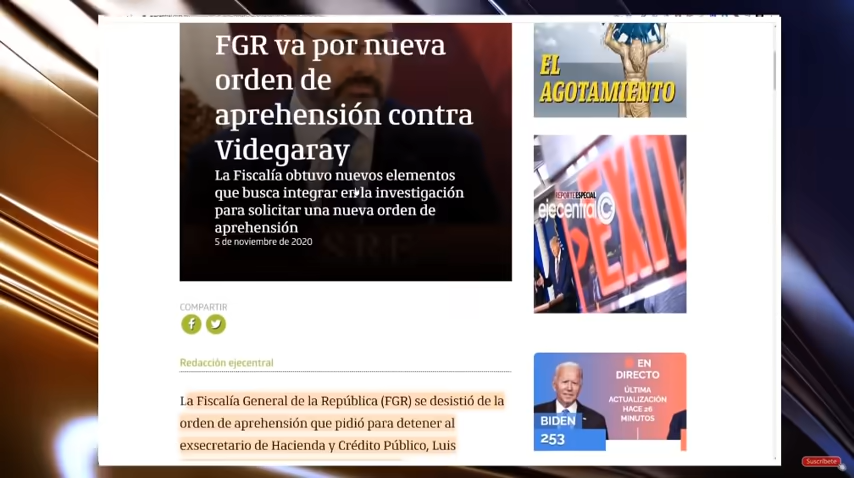 FGR va por nueva
orden de
aprehensión contra
Videgaray
La Fiscalía obtuvo nuevos elementos
que busca integrar en la investigación
para solicitar una nueva orden de
aprehensión
5 de noviembre de 2020
COMPARTIR
Redacción ejecentral
La Fiscalía General de la República (FGR) se desistió de la
orden de aprehensión que pidió para detener al
exsecretario de Hacienda y Crédito Público, Luis
EL
AGOTAMIENTO
REPORTE ESPECIAL
ejecentral
EXIT
EN
DIRECTO
ÚLTIMA
ACTUALIZACIÓN
HACE 26
MINUTOS
BIDEN
253
Suscríbete